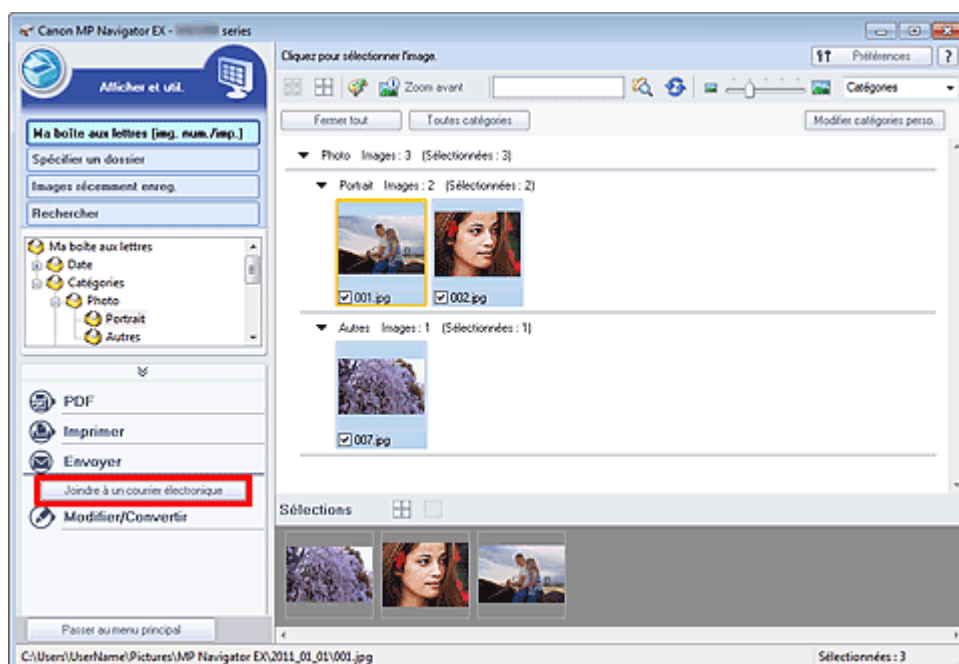 Canon MP Navigator EX - series
Afficher et util.
Cliquez pour sélectionner l'image.
Préférences
?
Zoom avant
Catégories
Fermer tout
Toutes catégories
Modifier catégories perso.
Ma boîte aux lettres [img. num./imp.]
Spécifier un dossier
Images récemment enreg.
Rechercher
Ma boîte aux lettres
Date
Catégories
Photo
Portrait
Autres
PDF
Imprimer
Envoyer
Joindre à un courrier électronique
Modifier/Convertir
Passer au menu principal
Photo Images : 3 (Sélectionnées : 3)
Portrait Images : 2 (Sélectionnées : 2)
001.jpg
002.jpg
Autres Images : 1 (Sélectionnées : 1)
007.jpg
Sélections
C:\Users\UserName\Pictures\MP Navigator EX\2011_01_01\001.jpg
Sélectionnées : 3